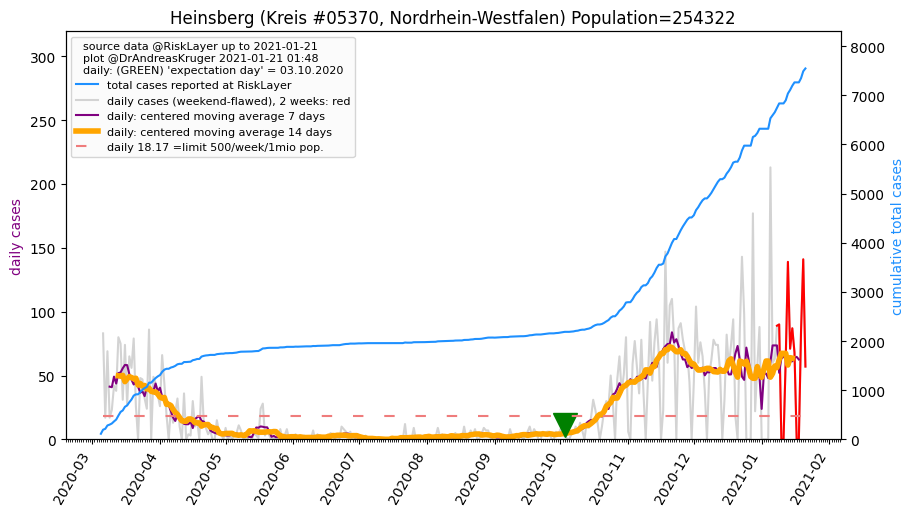 Heinsberg (Kreis #05370, Nordrhein-Westfalen) Population=254322
source data @RiskLayer up to 2021-01-21
plot @DrAndreasKruger 2021-01-21 01:48
daily: (GREEN) 'expectation day' = 03.10.2020
total cases reported at RiskLayer
daily cases (weekend-flawed), 2 weeks: red
daily: centered moving average 7 days
daily: centered moving average 14 days
daily 18.17 =limit 500/week/1mio pop.
daily cases
300
250
200
150
100
50
0
cumulative total cases
8000
7000
6000
5000
4000
3000
2000
1000
0
2020-03
2020-04
2020-05
2020-06
2020-07
2020-08
2020-09
2020-10
2020-11
2020-12
2021-01
2021-02